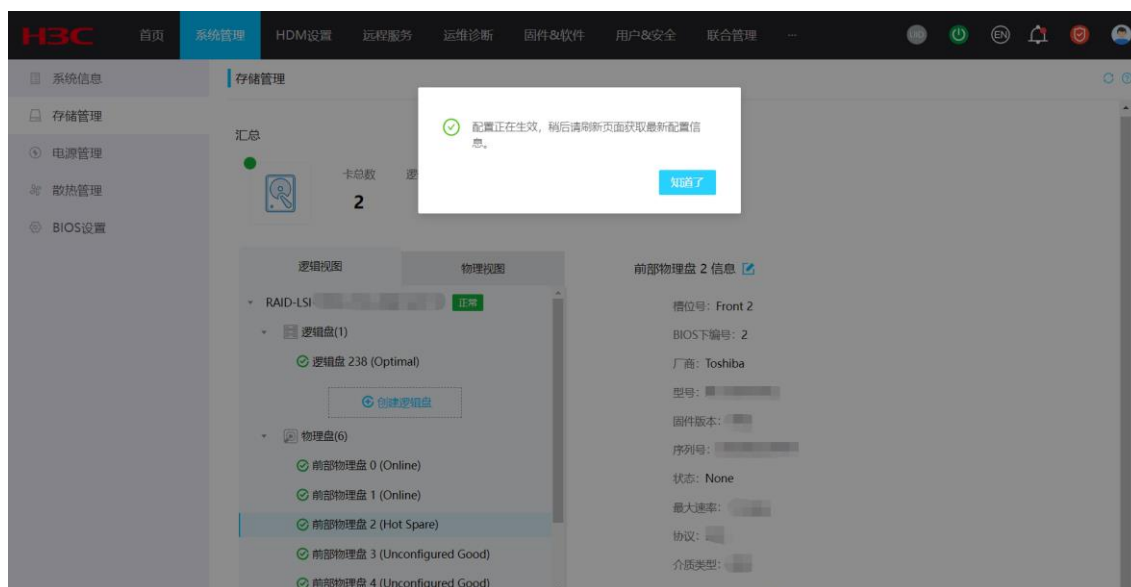 H3C 首页 系统管理 HDM设置 远程服务 运维诊断 固件&软件 用户&安全 联合管理 ... UID EN
系统信息
存储管理
电源管理
散热管理
BIOS设置
存储管理
配置正在生效，稍后请刷新页面获取最新配置信
息。
知道了
汇总
卡总数 逻
2
逻辑视图 物理视图
RAID-LSI 正常
逻辑盘(1)
逻辑盘 238 (Optimal)
创建逻辑盘
物理盘(6)
前部物理盘 0 (Online)
前部物理盘 1 (Online)
前部物理盘 2 (Hot Spare)
前部物理盘 3 (Unconfigured Good)
前部物理盘 4 (Unconfigured Good)
前部物理盘 2 信息
槽位号: Front 2
BIOS下编号: 2
厂商: Toshiba
型号:
固件版本:
序列号:
状态: None
最大速率:
协议:
介质类型: